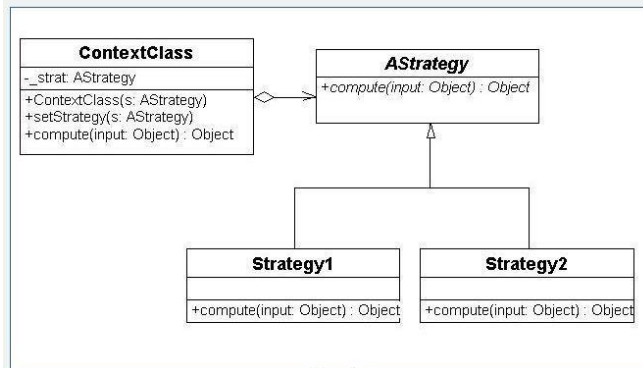 ContextClass
-_strat: AStrategy
+ContextClass(s: AStrategy)
+setStrategy(s: AStrategy)
+compute(input: Object) : Object
AStrategy
+compute(input: Object) : Object
Strategy1
+compute(input: Object) : Object
Strategy2
+compute(input: Object) : Object